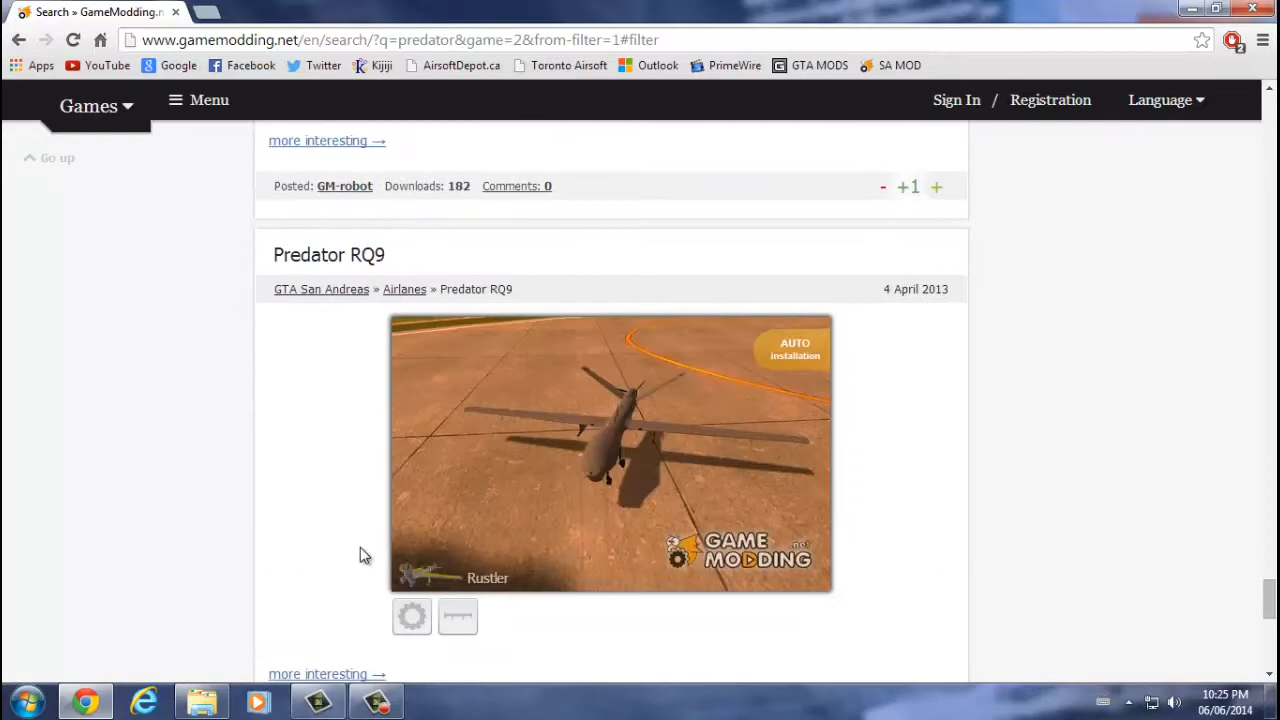 Search » GameModding.n
www.gamemodding.net/en/search/?q=predator&game=2&from-filter=1#filter
2
Apps YouTube Google Facebook Twitter Kijiji AirsoftDepot.ca Toronto Airsoft Outlook PrimeWire GTA MODS SA MOD
Games Menu Sign In / Registration Language
Go up
more interesting →
Posted: GM-robot Downloads: 182 Comments: 0 - +1 +
Predator RQ9
GTA San Andreas » Airlanes » Predator RQ9 4 April 2013
AUTO
installation
GAME .net
MODDING
Rustler
more interesting →
10:25 PM
06/06/2014